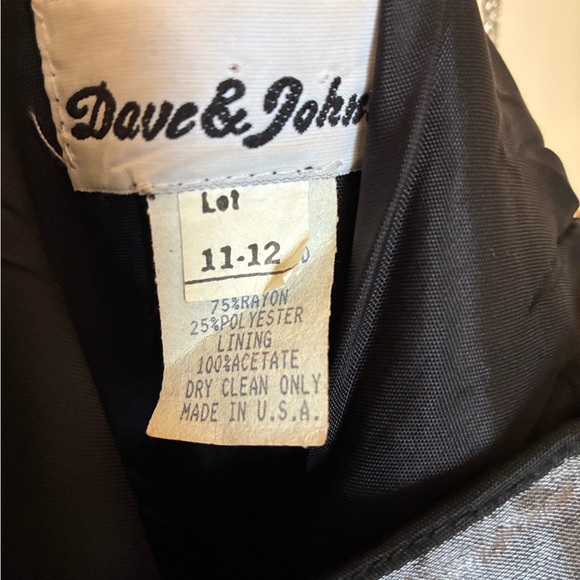 Dave & John
Lot
11-12
75%RAYON
25%POLYESTER
LINING
100%ACETATE
DRY CLEAN ONLY
MADE IN U.S.A.